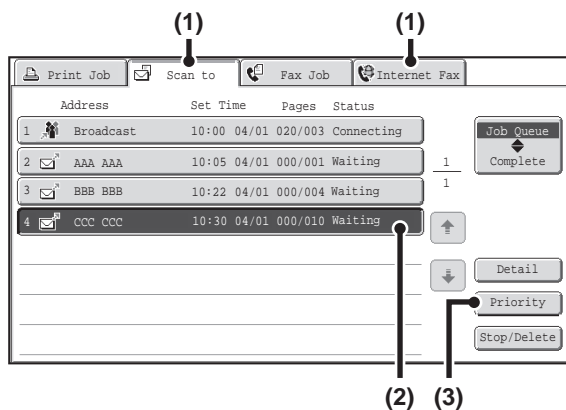 (1) (1)
Print Job Scan to Fax Job Internet Fax
Address Set Time Pages Status
1 Broadcast 10:00 04/01 020/003 Connecting
2 AAA AAA 10:05 04/01 000/001 Waiting
3 BBB BBB 10:22 04/01 000/004 Waiting
4 CCC CCC 10:30 04/01 000/010 Waiting
Job Queue
Complete
1
1
Detail
Priority
Stop/Delete
(2) (3)